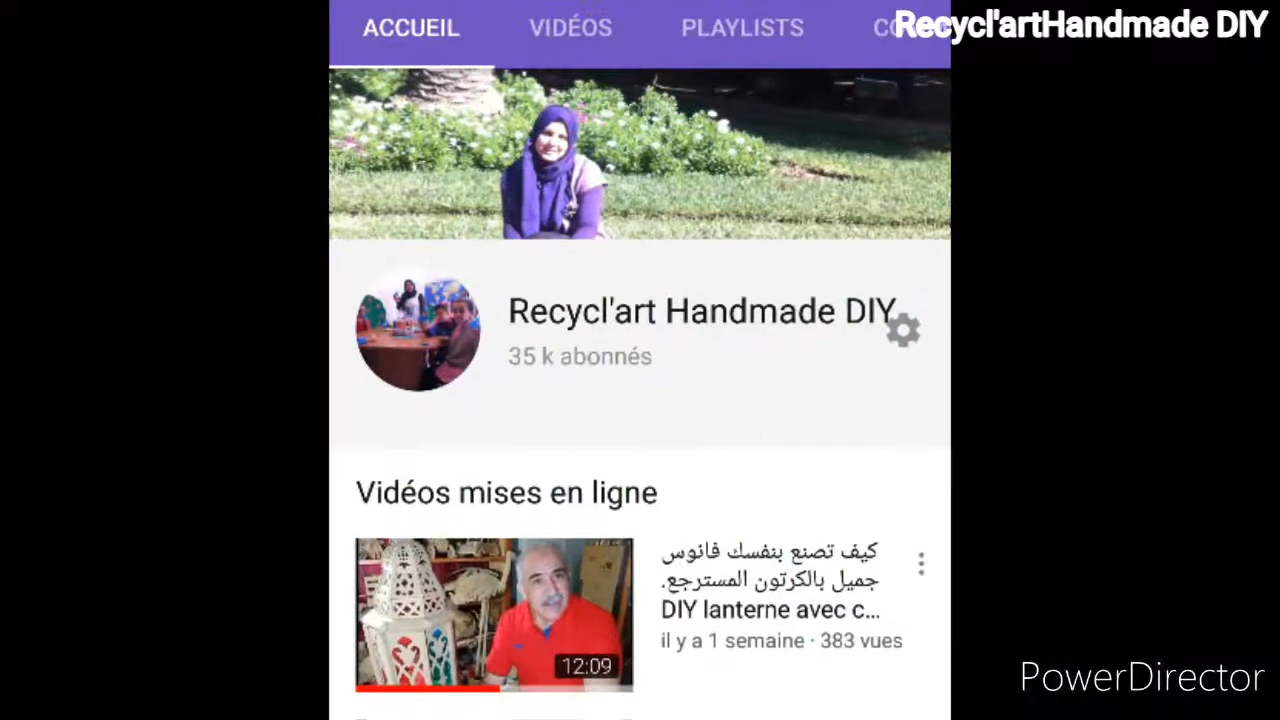 ACCUEIL VIDÉOS PLAYLISTS
Recycl'artHandmade DIY
Recycl'art Handmade DIY
35 k abonnés
Vidéos mises en ligne
كيف تصنع بنفسك فانوس
جميل بالكرتون المسترجع.
DIY lanterne avec c...
il y a 1 semaine · 383 vues
12:09
PowerDirector